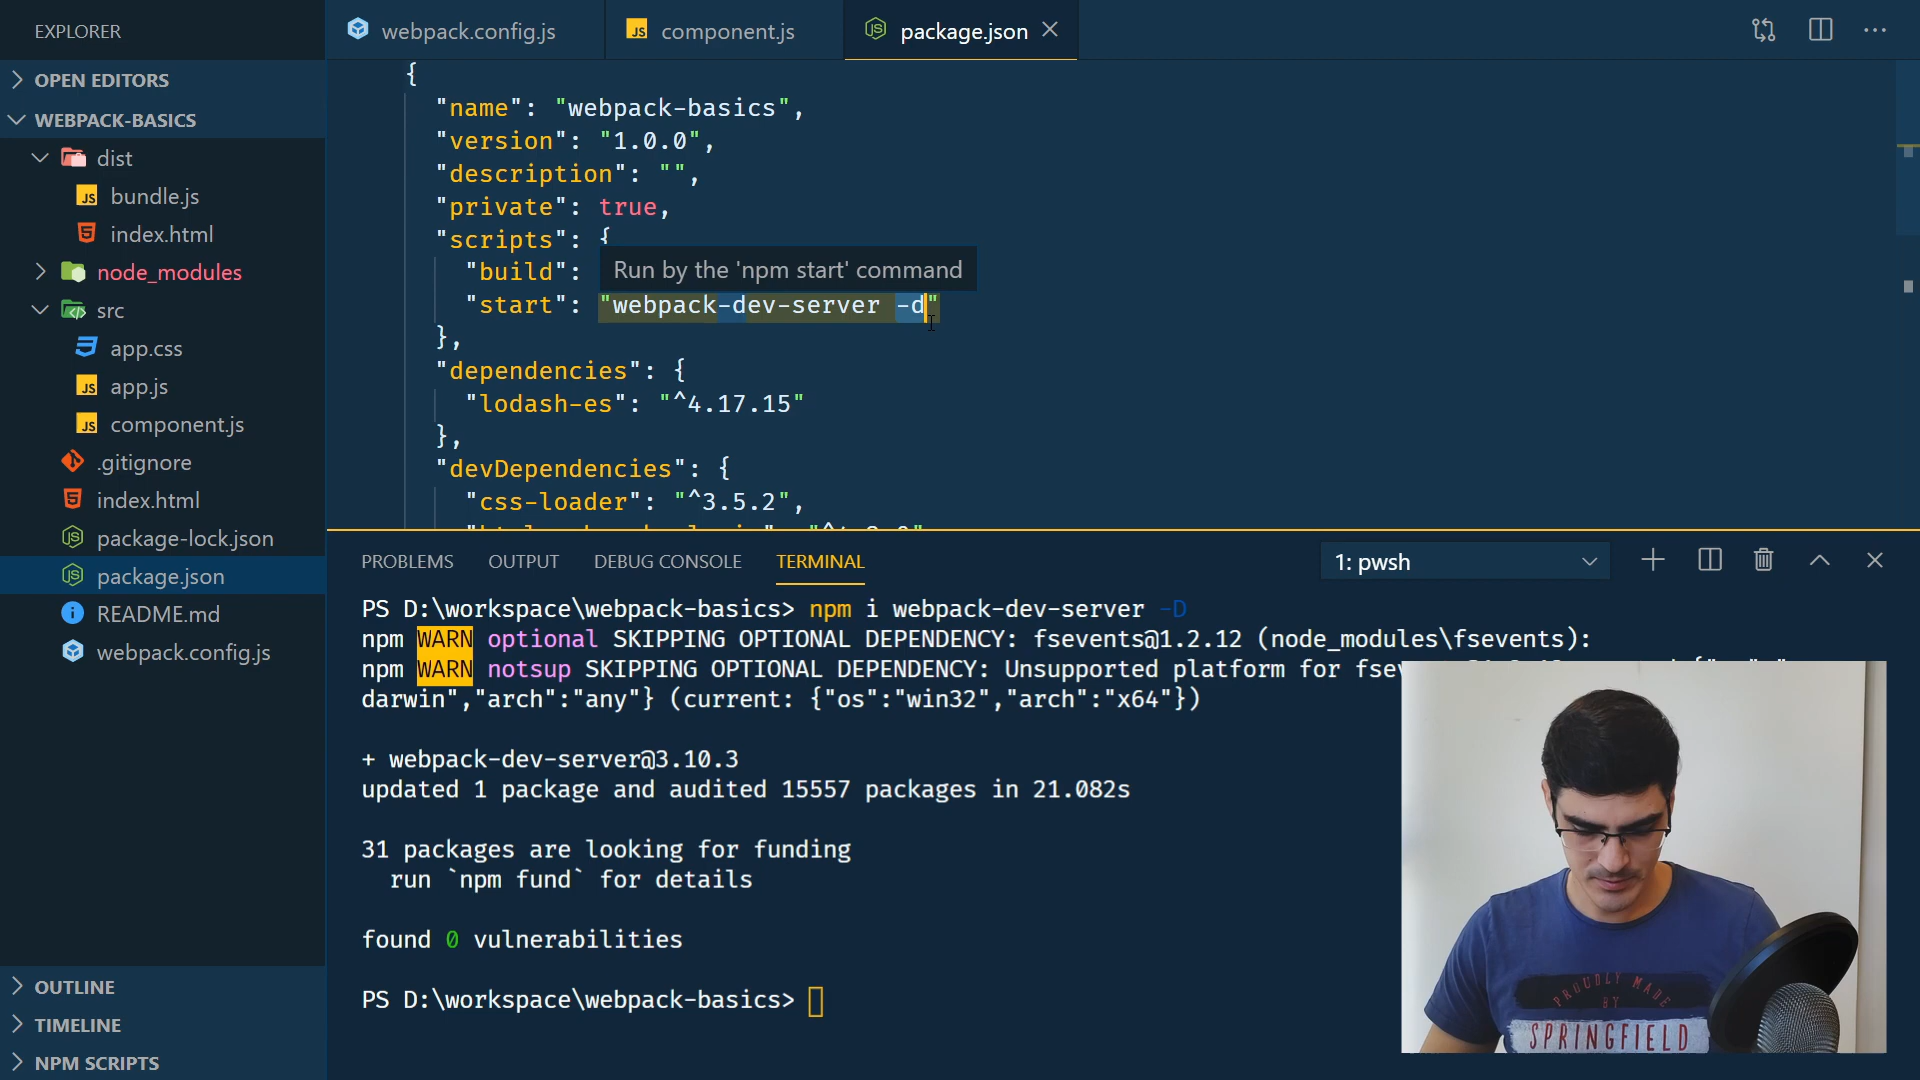 EXPLORER
OPEN EDITORS
WEBPACK-BASICS
dist
bundle.js
index.html
node_modules
src
app.css
app.js
component.js
.gitignore
index.html
package-lock.json
package.json
README.md
webpack.config.js
OUTLINE
TIMELINE
NPM SCRIPTS
webpack.config.js
component.js
package.json
{
"name": "webpack-basics",
"version": "1.0.0",
"description": "",
"private": true,
"scripts": {
"build":
Run by the 'npm start' command
"start": "webpack-dev-server -d"
},
"dependencies": {
"lodash-es": "^4.17.15"
},
"devDependencies": {
"css-loader": "^3.5.2",
PROBLEMS OUTPUT DEBUG CONSOLE TERMINAL
1: pwsh
PS D:\workspace\webpack-basics> npm i webpack-dev-server -D
npm WARN optional SKIPPING OPTIONAL DEPENDENCY: fsevents@1.2.12 (node_modules\fsevents):
npm WARN notsup SKIPPING OPTIONAL DEPENDENCY: Unsupported platform for
darwin","arch":"any"} (current: {"os":"win32","arch":"x64"})
+ webpack-dev-server@3.10.3
updated 1 package and audited 15557 packages in 21.082s
31 packages are looking for funding
run `npm fund` for details
found 0 vulnerabilities
PS D:\workspace\webpack-basics>
PROUDLY MADE
BY
SPRINGFIELD